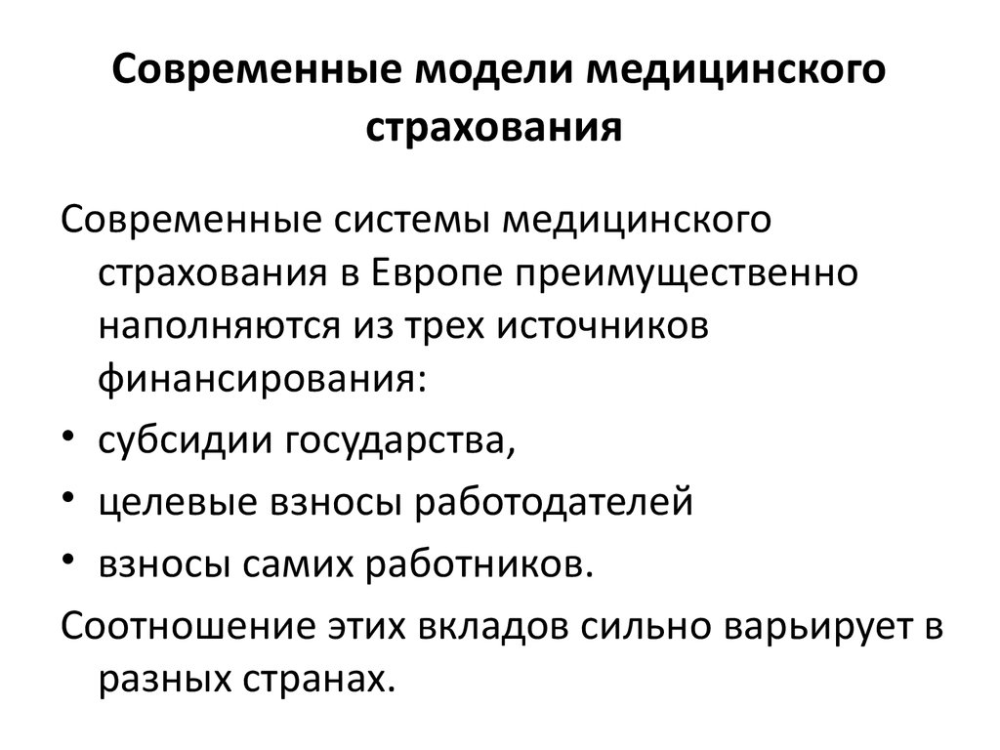 Современные модели медицинского
страхования
Современные системы медицинского
страхования в Европе преимущественно
наполняются из трех источников
финансирования:
• субсидии государства,
• целевые взносы работодателей
• взносы самих работников.
Соотношение этих вкладов сильно варьирует в
разных странах.